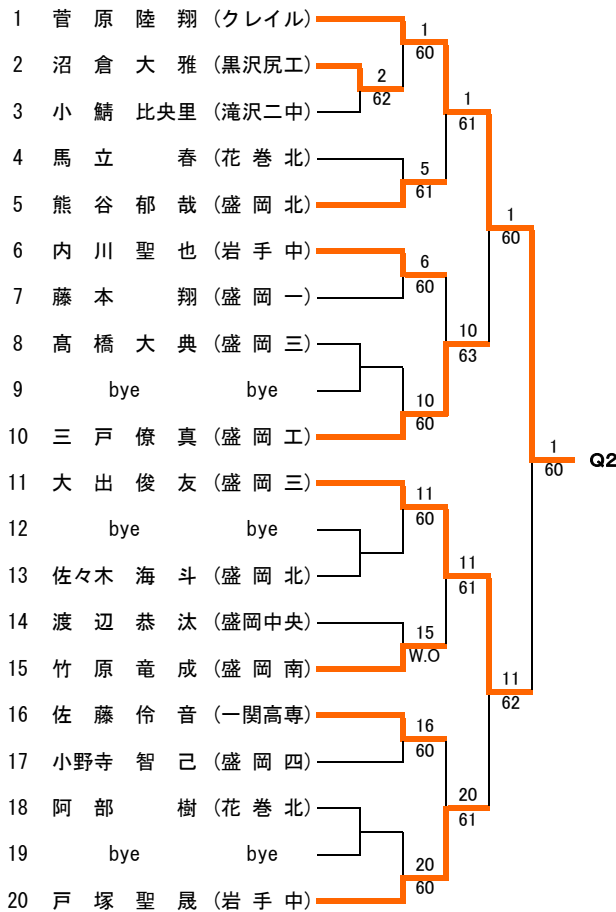 1 菅原陸翔 (クレイル)
1
60
2 沼倉大雅 (黒沢尻工)
2
62
1
61
3 小鯖比央里 (滝沢二中)
4 馬立春 (花巻北)
5
61
5 熊谷郁哉 (盛岡北)
1
60
6 内川聖也 (岩手中)
6
60
7 藤本翔 (盛岡一)
8 髙橋大典 (盛岡三)
10
63
9 bye bye
10
60
10 三戸僚真 (盛岡工)
1
60
Q2
11 大出俊友 (盛岡三)
11
60
12 bye bye
11
61
13 佐々木海斗 (盛岡北)
14 渡辺恭汰 (盛岡中央)
15
W.O
15 竹原竜成 (盛岡南)
11
62
16 佐藤伶音 (一関高専)
16
60
17 小野寺智己 (盛岡四)
18 阿部樹 (花巻北)
20
61
19 bye bye
20
60
20 戸塚聖晟 (岩手中)